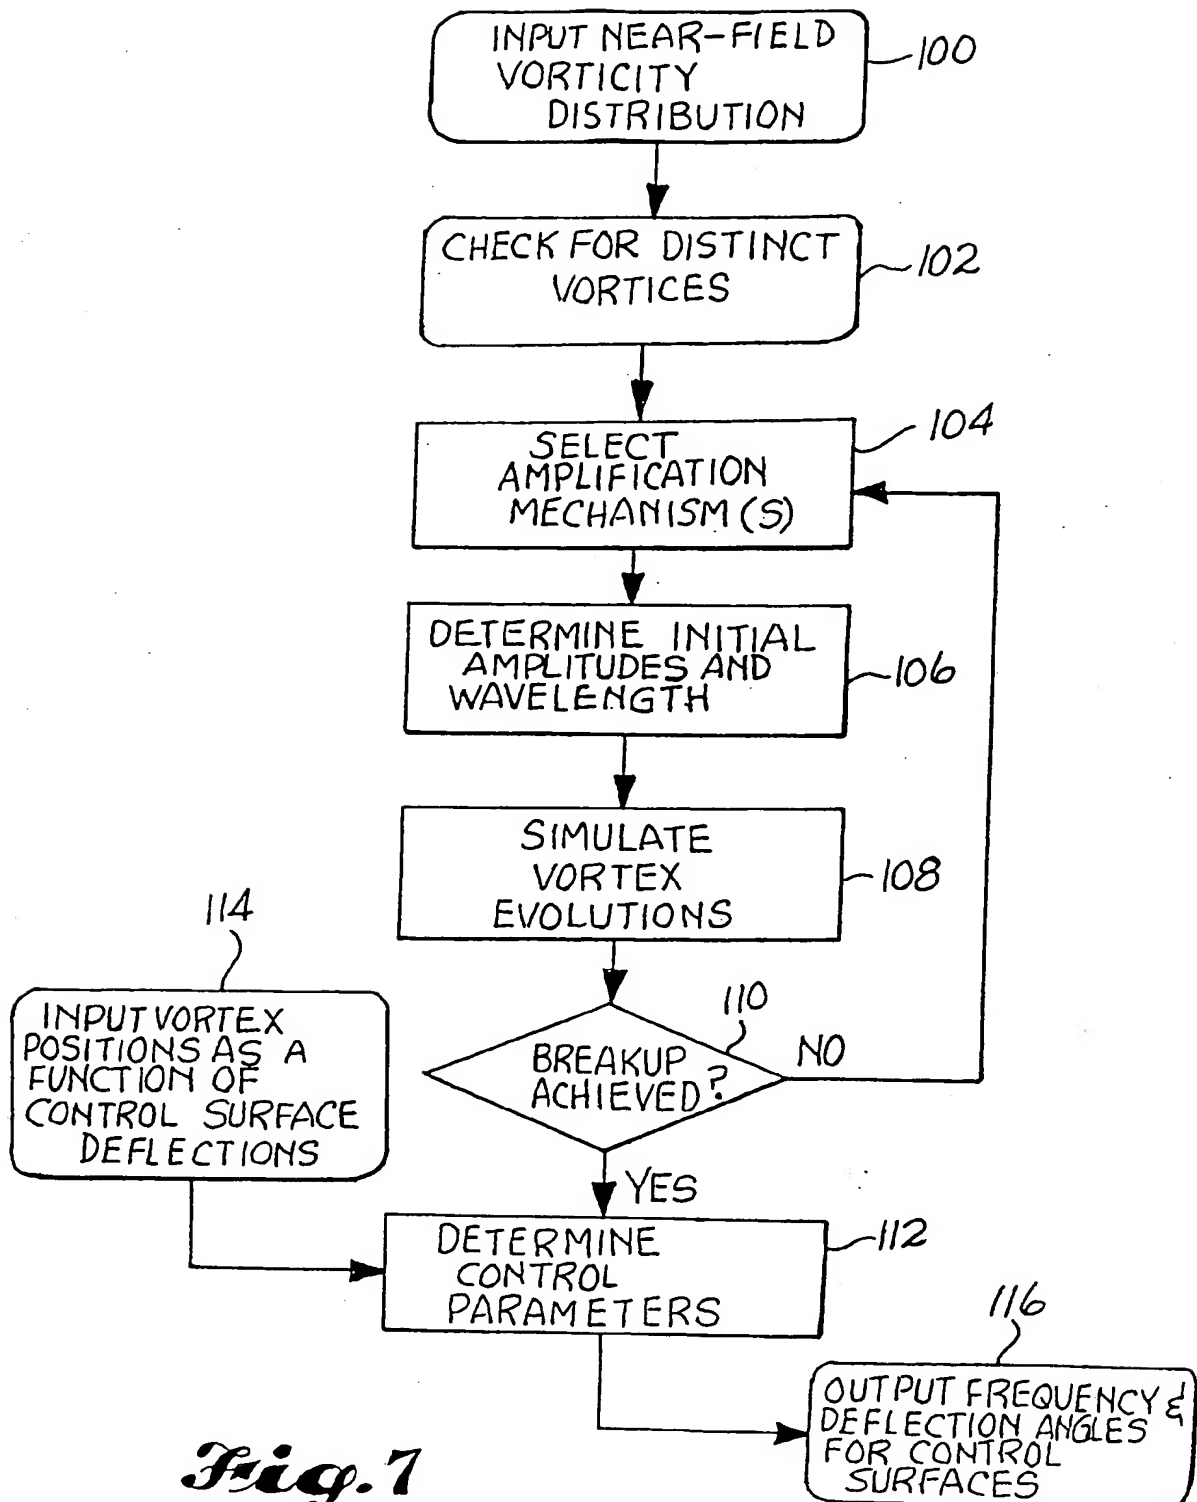 INPUT NEAR-FIELD
VORTICITY
DISTRIBUTION
100
CHECK FOR DISTINCT
VORTICES
102
SELECT
AMPLIFICATION
MECHANISM(S)
104
DETERMINE INITIAL
AMPLITUDES AND
WAVELENGTH
106
SIMULATE
VORTEX
EVOLUTIONS
108
BREAKUP
ACHIEVED?
110
NO
YES
114
INPUT VORTEX
POSITIONS AS A
FUNCTION OF
CONTROL SURFACE
DEFLECTIONS
DETERMINE
CONTROL
PARAMETERS
112
116
OUTPUT FREQUENCY &
DEFLECTION ANGLES
FOR CONTROL
SURFACES
Fig. 7